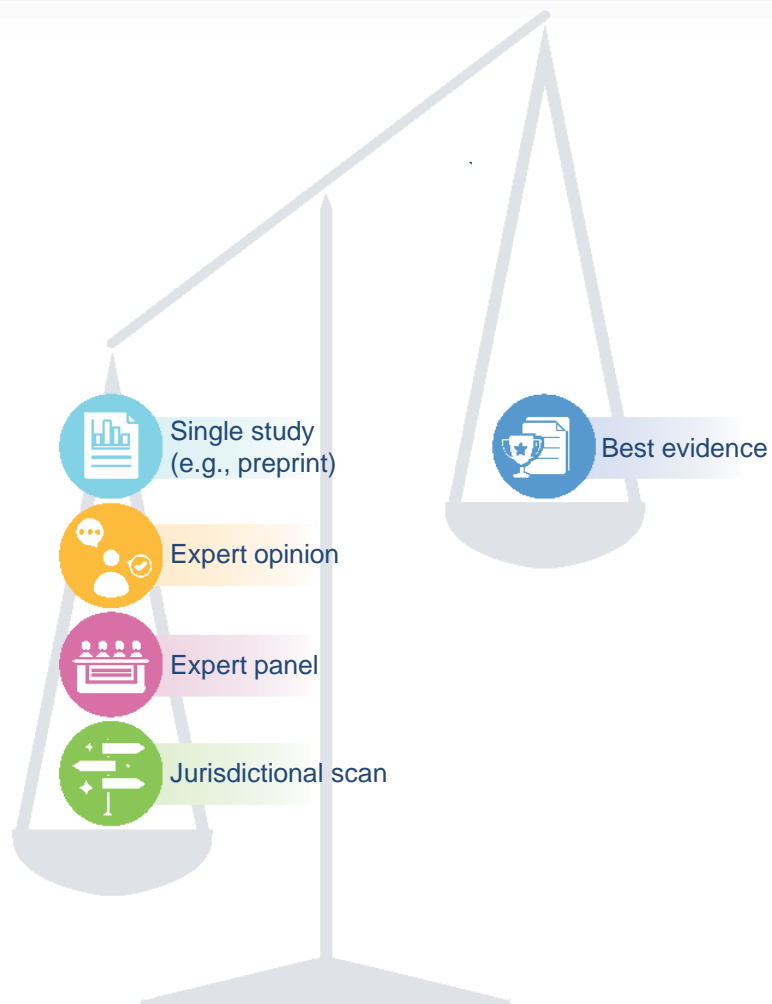 Single study
(e.g., preprint)
Best evidence
Expert opinion
Expert panel
Jurisdictional scan